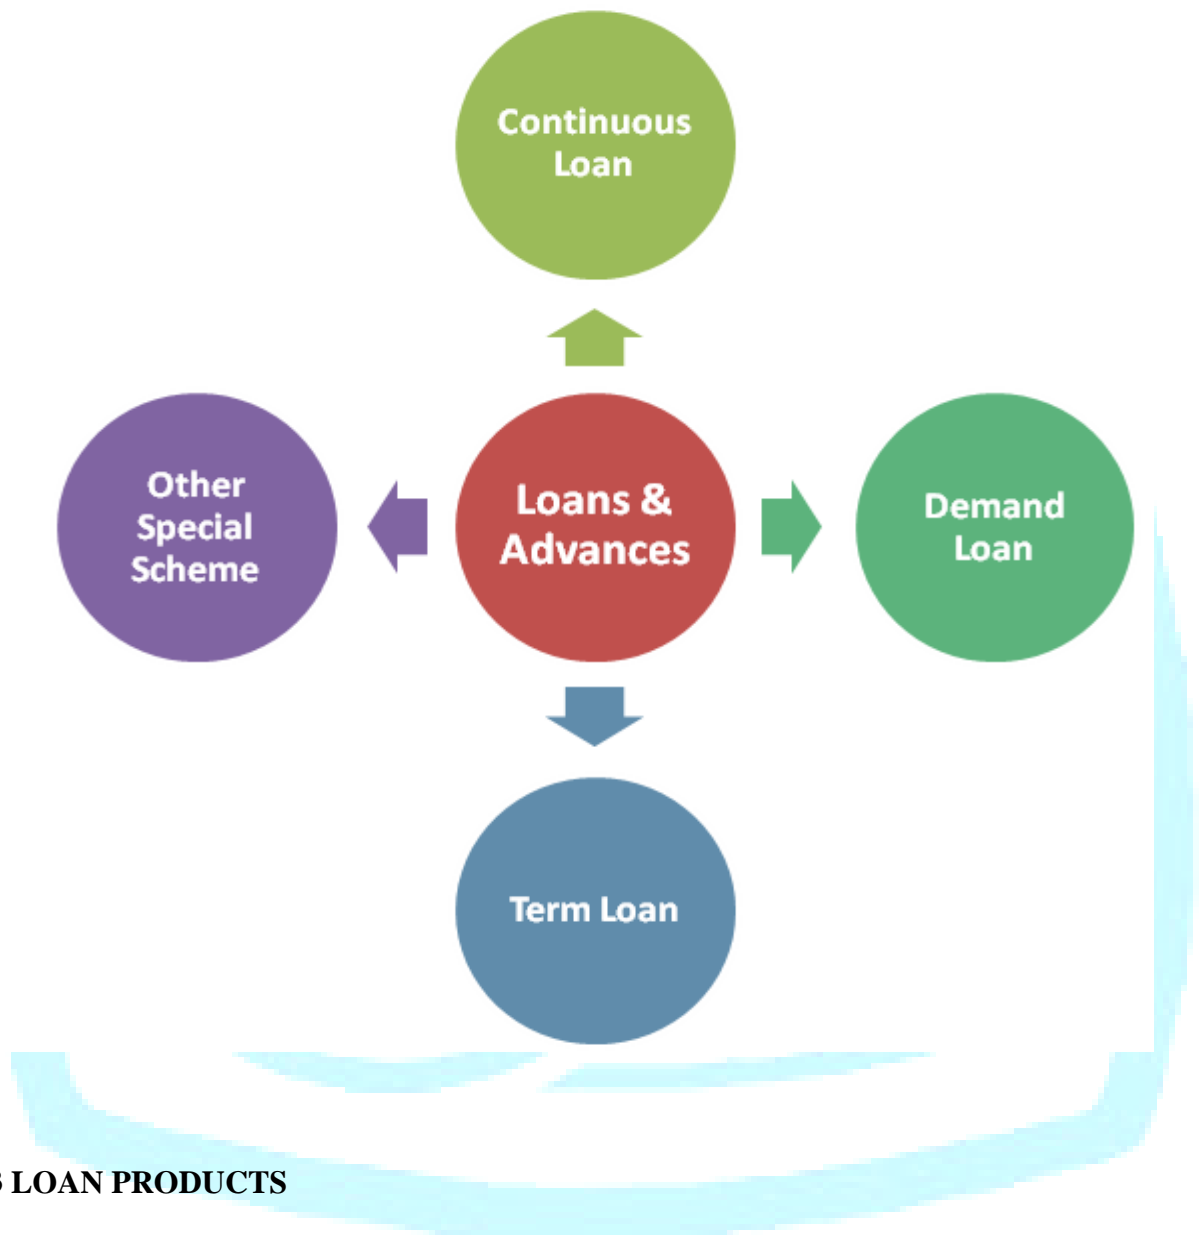 Continuous
Loan
Other
Special
Scheme
Loans &
Advances
Demand
Loan
Term Loan
LOAN PRODUCTS